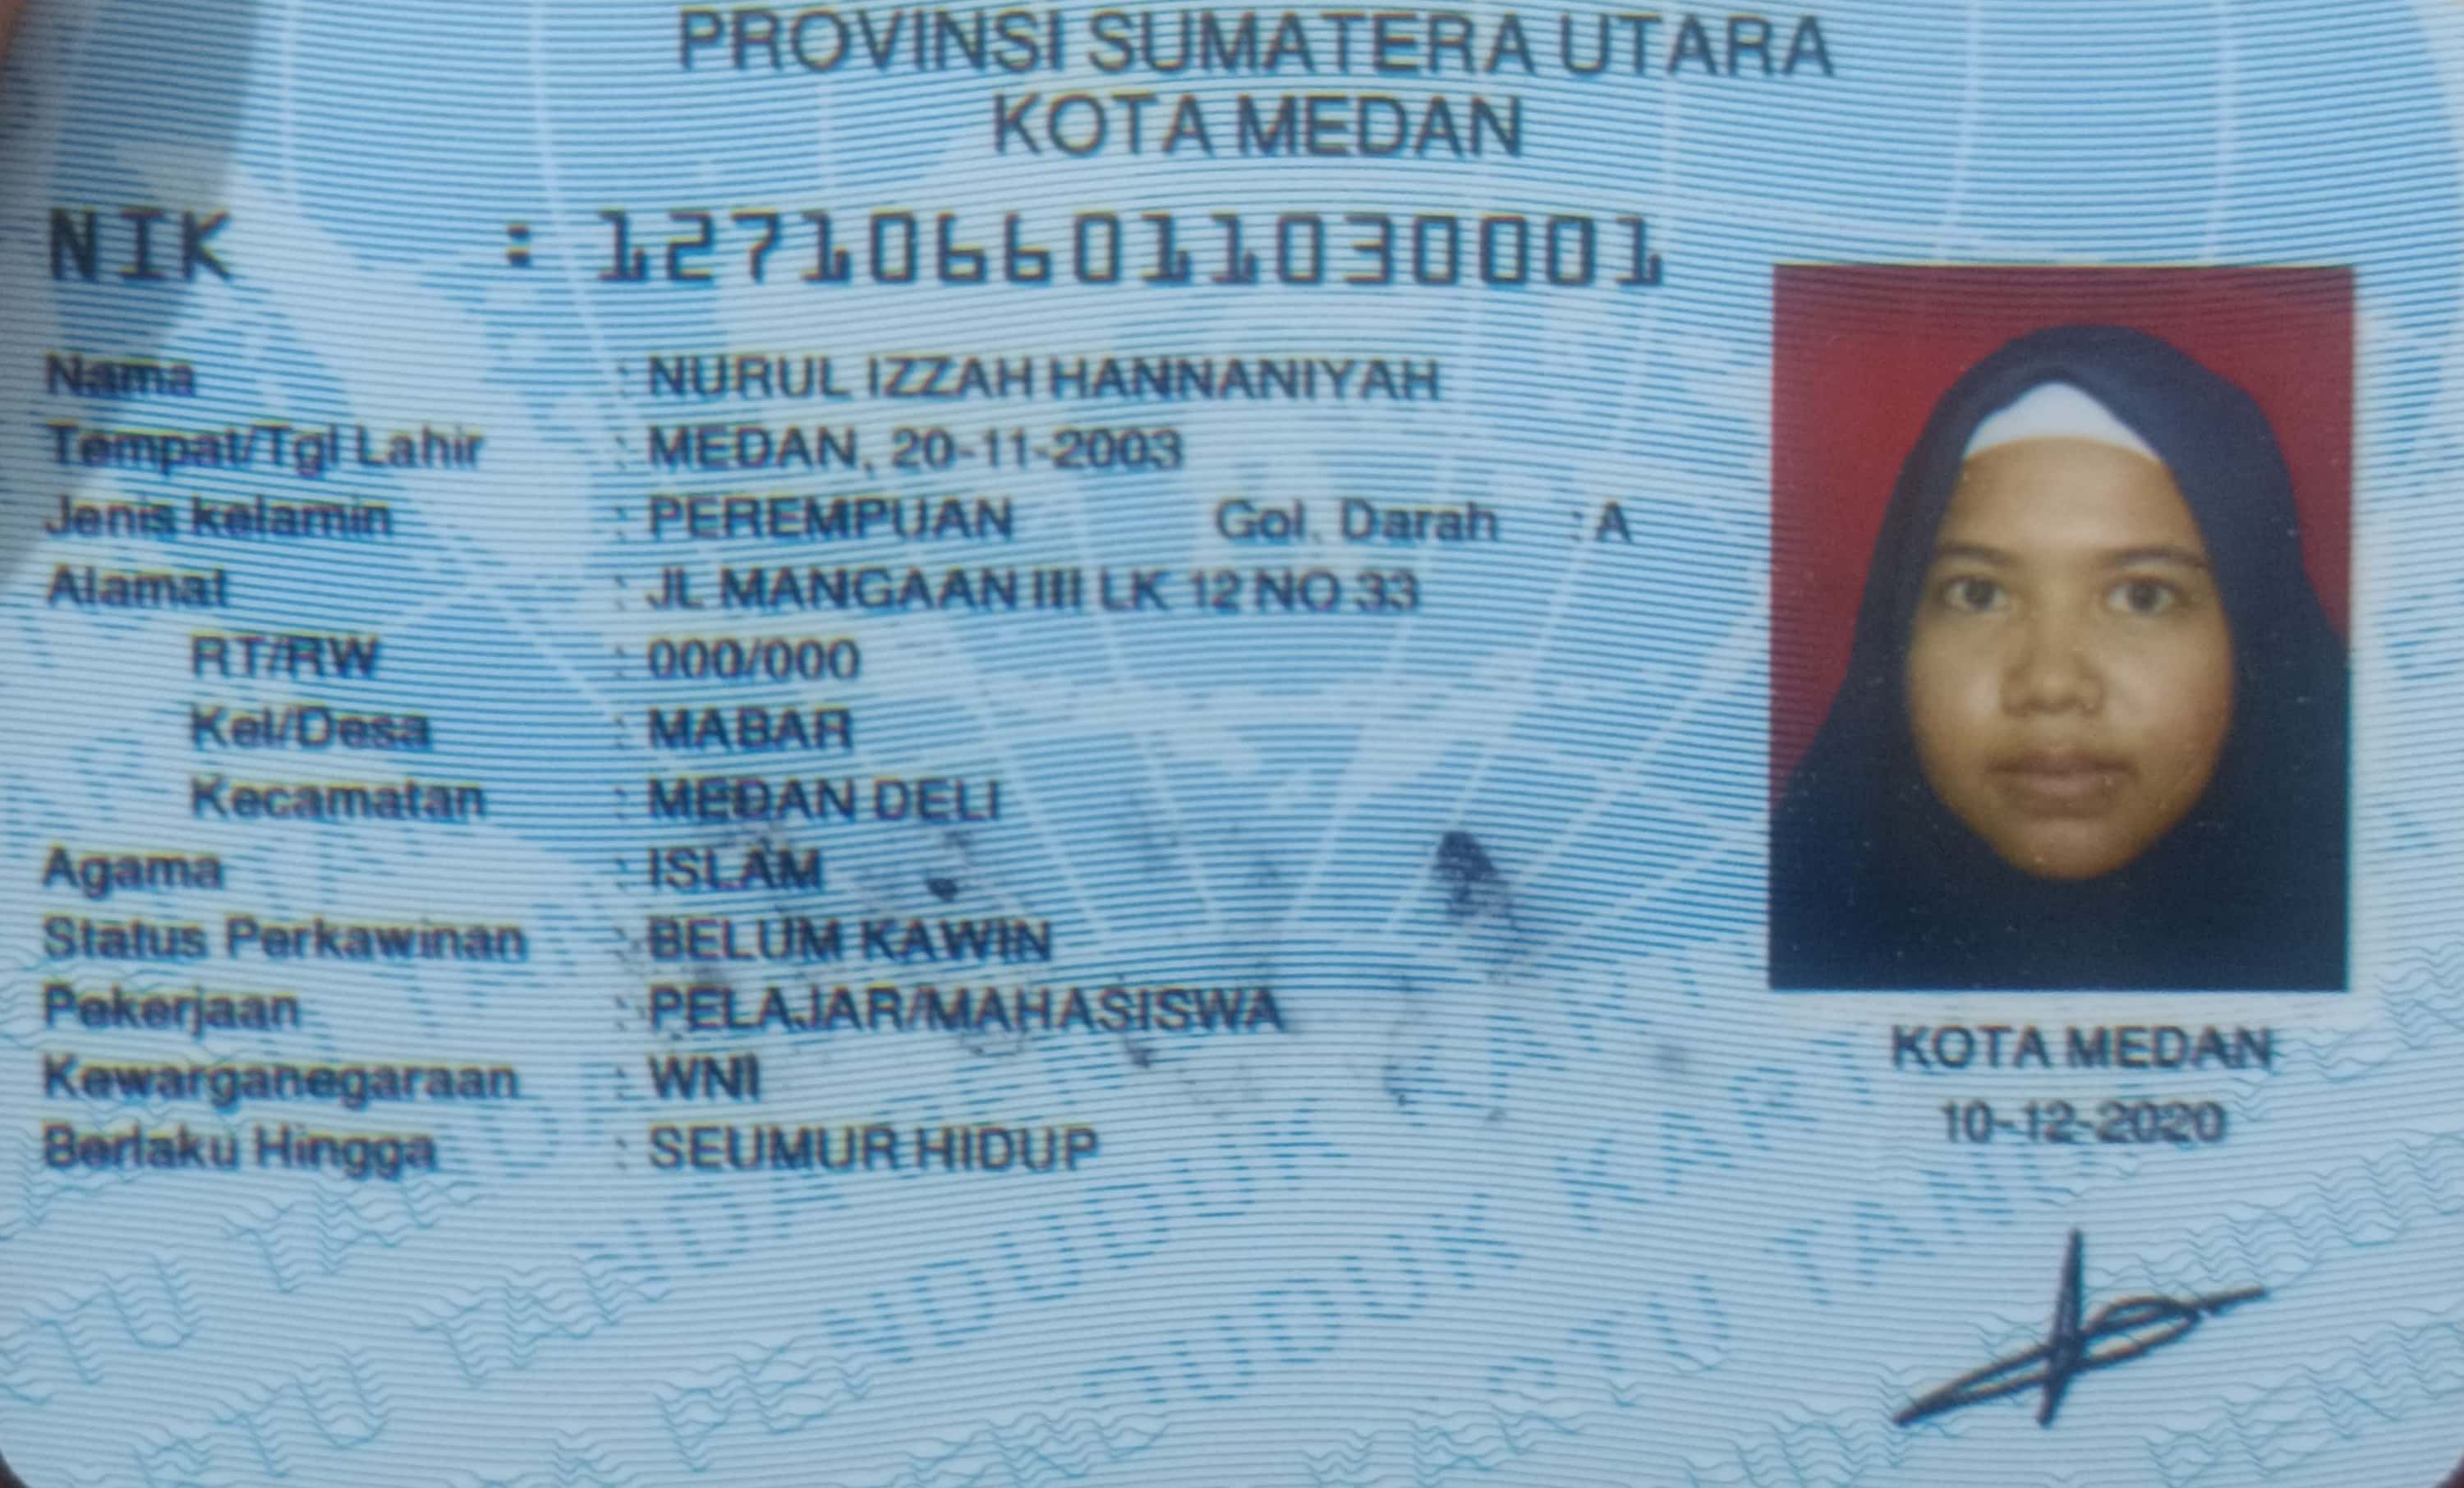 PROVINSI SUMATERA UTARA
KOTA MEDAN
NIK : 1271066011030001
Nama : NURUL IZZAH HANNANIYAH
Tempat/Tgl Lahir : MEDAN, 20-11-2003
Jenis kelamin : PEREMPUAN Gol. Darah : A
Alamat : JL MANGAAN III LK 12 NO 33
RT/RW : 000/000
Kel/Desa : MABAR
Kecamatan : MEDAN DELI
Agama : ISLAM
Status Perkawinan : BELUM KAWIN
Pekerjaan : PELAJAR/MAHASISWA
Kewarganegaraan : WNI
Berlaku Hingga : SEUMUR HIDUP
KOTA MEDAN
10-12-2020